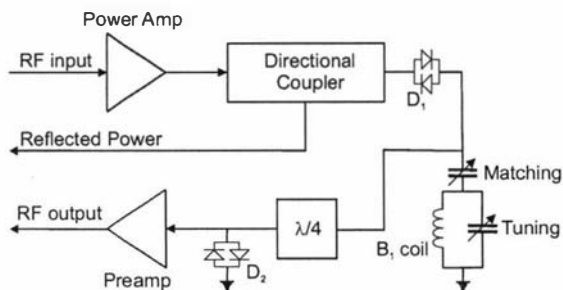 Power Amp
RF input
Directional
Coupler
D₁
Reflected Power
Matching
RF output
λ/4
B₁ coil
Tuning
D₂
Preamp